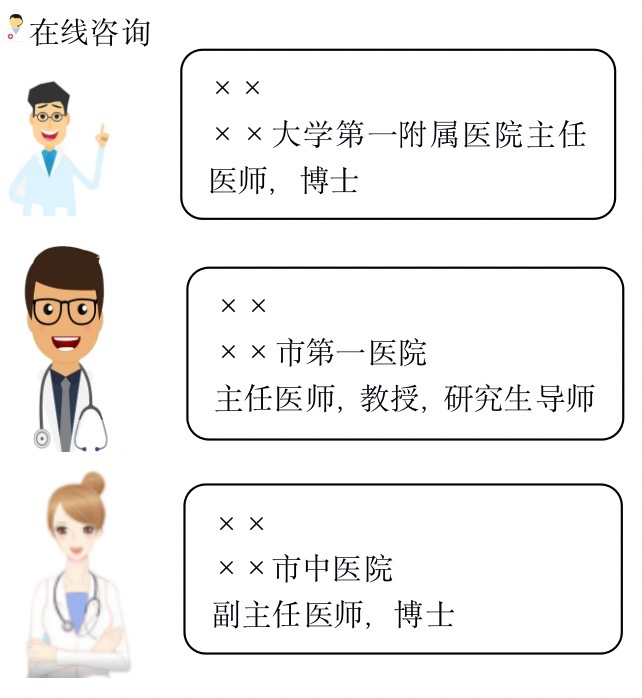 在线咨询
××
××大学第一附属医院主任
医师，博士
××
××市第一医院
主任医师，教授，研究生导师
××
××市中医院
副主任医师，博士